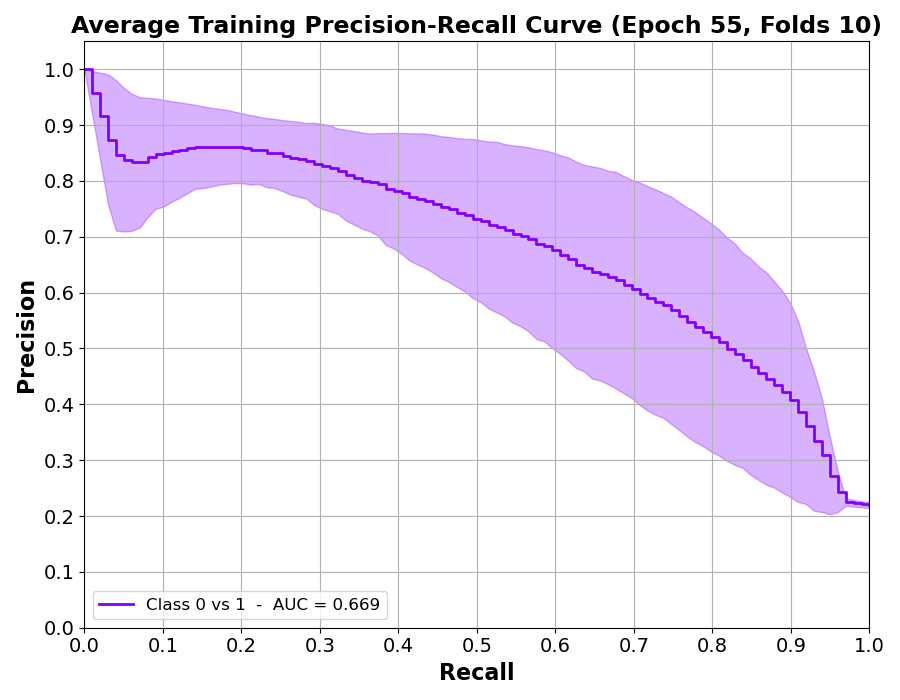 Average Training Precision-Recall Curve (Epoch 55, Folds 10)
Precision
1.0
0.9
0.8
0.7
0.6
0.5
0.4
0.3
0.2
0.1
0.0
Class 0 vs 1 - AUC = 0.669
0.0 0.1 0.2 0.3 0.4 0.5 0.6 0.7 0.8 0.9 1.0
Recall